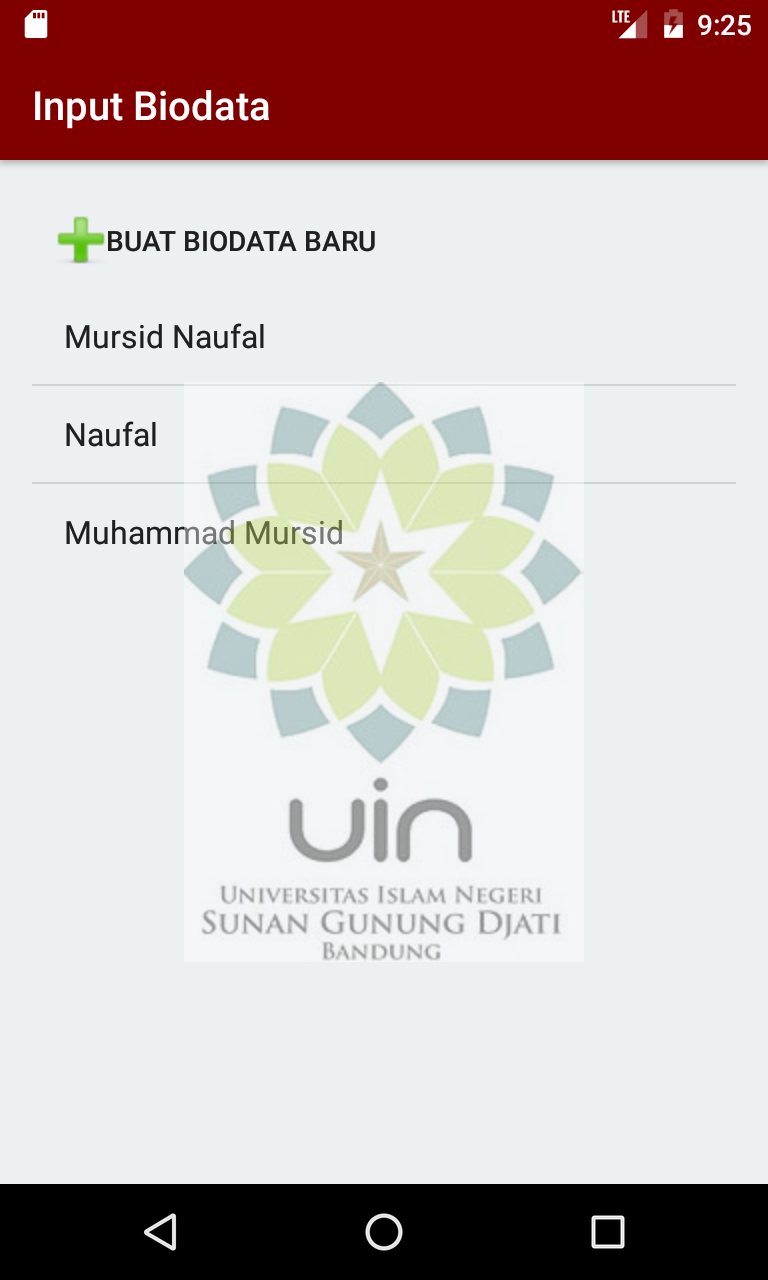 LTE 9:25
Input Biodata
BUAT BIODATA BARU
Mursid Naufal
Naufal
Muhammad Mursid
uin
UNIVERSITAS ISLAM NEGERI
SUNAN GUNUNG DJATI
BANDUNG